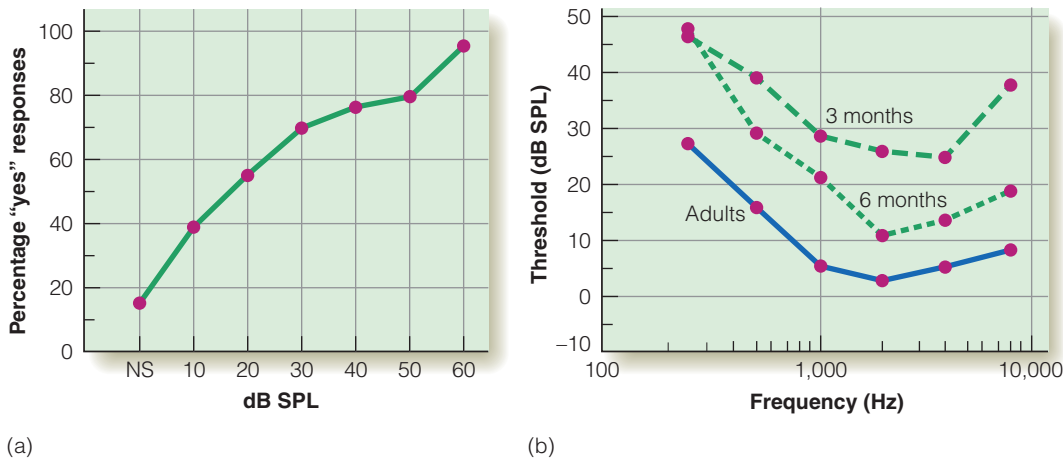 Percentage “yes” responses
100
80
60
40
20
0
NS 10 20 30 40 50 60
dB SPL
(a)
Threshold (dB SPL)
50
40
30
20
10
0
–10
3 months
6 months
Adults
100 1,000 10,000
Frequency (Hz)
(b)